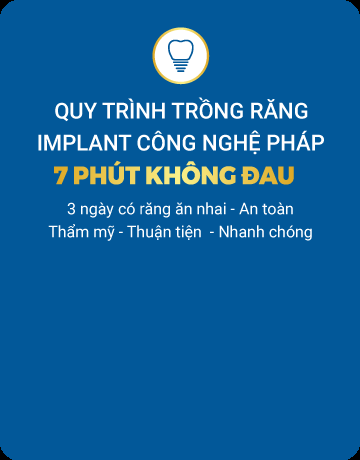 QUY TRÌNH TRỒNG RĂNG
IMPLANT CÔNG NGHỆ PHÁP
7 PHÚT KHÔNG ĐAU
3 ngày có răng ăn nhai - An toàn
Thẩm mỹ - Thuận tiện - Nhanh chóng